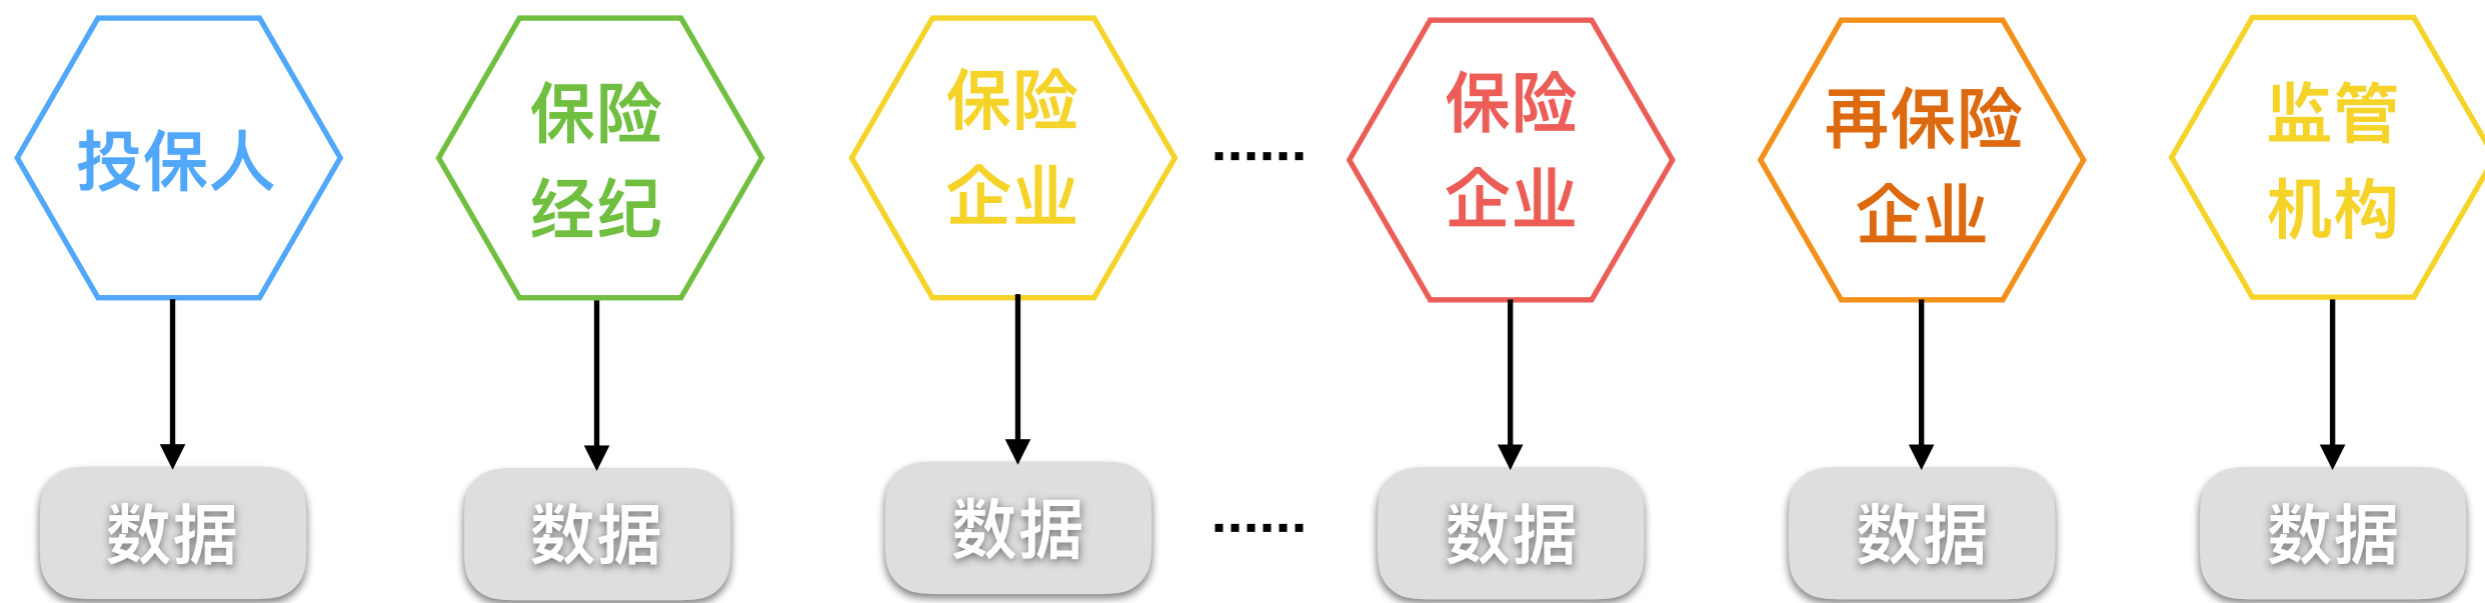 投保人
保险
经纪
保险
企业
......
保险
企业
再保险
企业
监管
机构
数据
数据
数据
......
数据
数据
数据